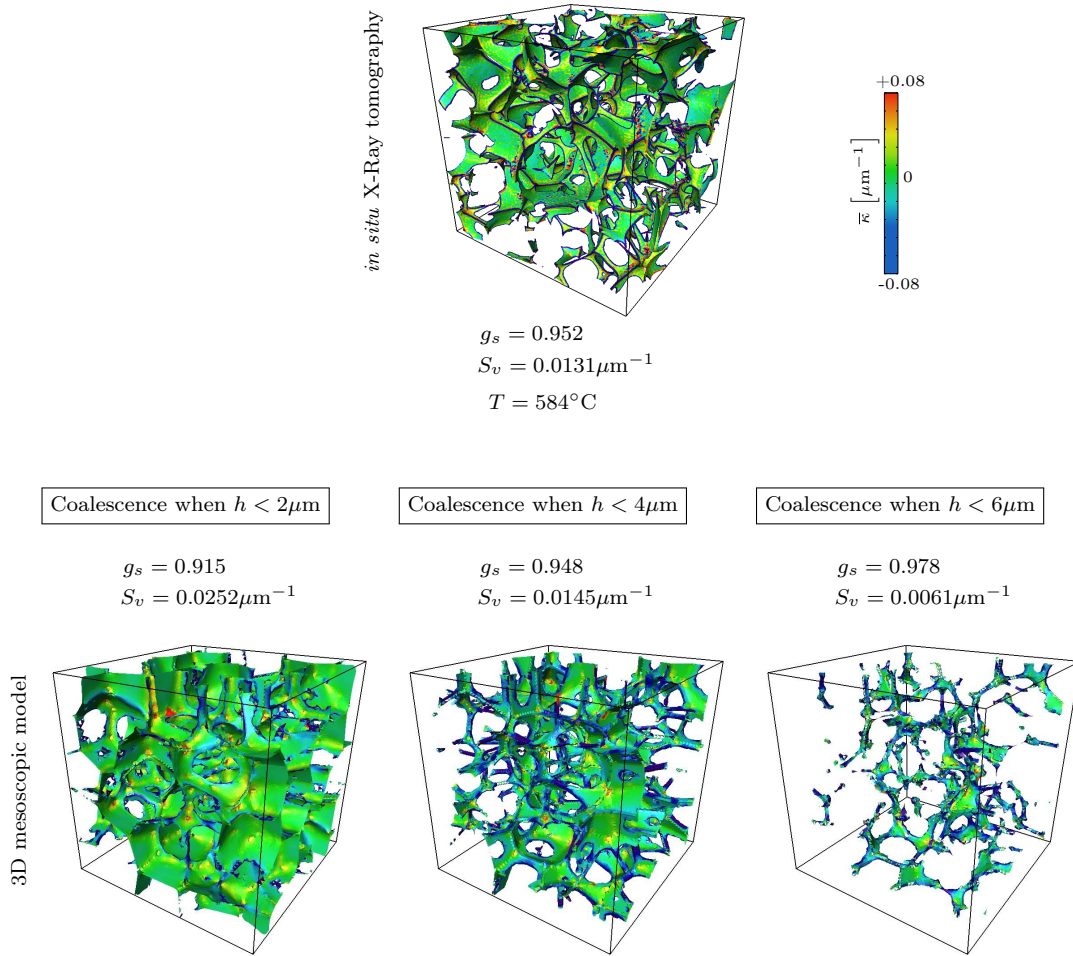 in situ X-Ray tomography
+0.08
κ̅ [μm⁻¹]
0
-0.08
g_s = 0.952
S_v = 0.0131μm⁻¹
T = 584°C
Coalescence when h < 2μm
Coalescence when h < 4μm
Coalescence when h < 6μm
g_s = 0.915
S_v = 0.0252μm⁻¹
g_s = 0.948
S_v = 0.0145μm⁻¹
g_s = 0.978
S_v = 0.0061μm⁻¹
3D mesoscopic model